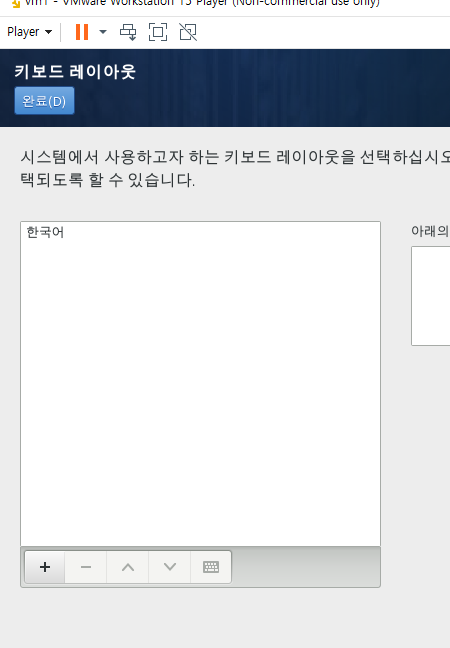 vm1 - VMware Workstation 15 Player (Non-commercial use only)
Player
키보드 레이아웃
완료(D)
시스템에서 사용하고자 하는 키보드 레이아웃을 선택하십시오
택되도록 할 수 있습니다.
한국어
아래의